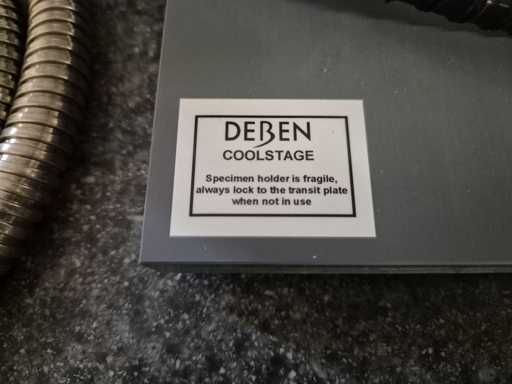 DEBEN
COOLSTAGE
Specimen holder is fragile,
always lock to the transit plate
when not in use